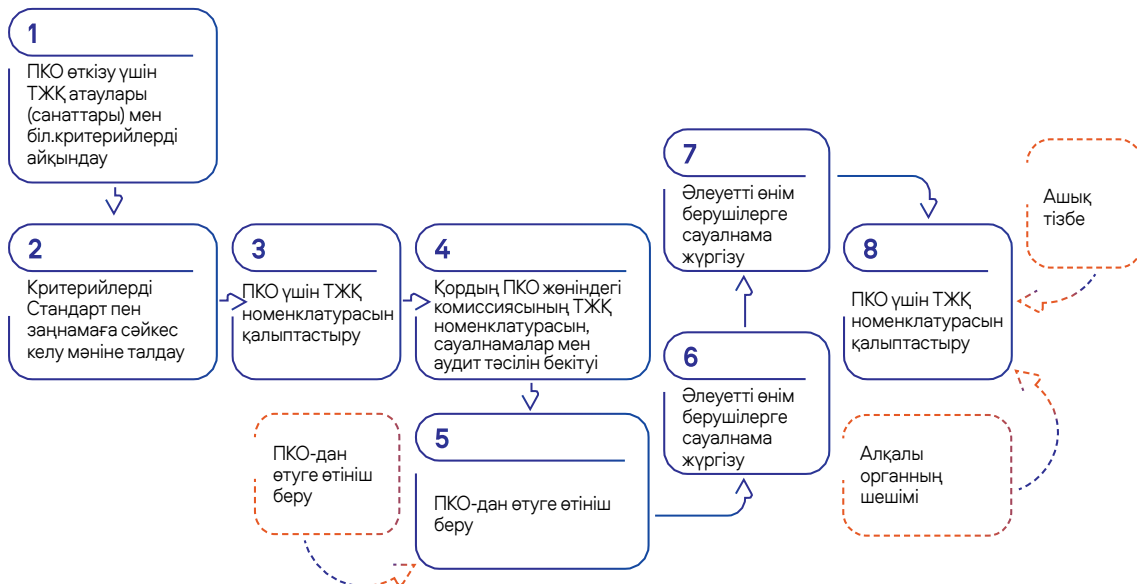 1
ПКО өткізу үшін
ТЖҚ атаулары
(санаттары) мен
біл.критерийлерді
айқындау
2
Критерийлерді
Стандарт пен
заңнамаға сәйкес
келу мәніне талдау
3
ПКО үшін ТЖҚ
номенклатурасын
қалыптастыру
4
Қордың ПКО жөніндегі
комиссиясының ТЖҚ
номенклатурасын,
сауалнамалар мен
аудит тәсілін бекітуі
ПКО-дан
өтуге өтініш
беру
5
ПКО-дан өтуге өтініш
беру
6
Әлеуетті өнім
берушілерге
сауалнама
жүргізу
7
Әлеуетті өнім
берушілерге
сауалнама
жүргізу
8
ПКО үшін ТЖҚ
номенклатурасын
қалыптастыру
Ашық
тізбе
Алқалы
органның
шешімі